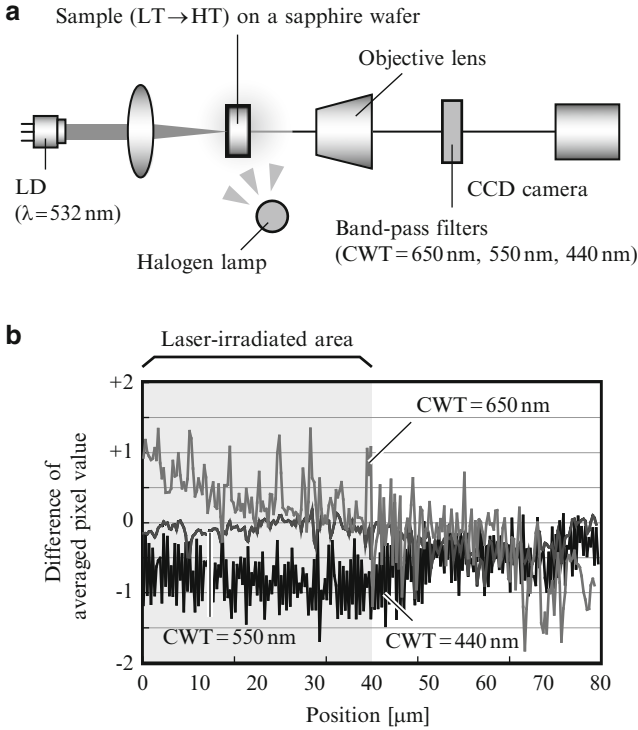 a
Sample (LT→HT) on a sapphire wafer
Objective lens
LD
(λ=532 nm)
CCD camera
Band-pass filters
(CWT=650 nm, 550 nm, 440 nm)
Halogen lamp
b
Laser-irradiated area
+2
+1
0
-1
-2
Difference of
averaged pixel value
CWT=650 nm
CWT=550 nm
CWT=440 nm
0 10 20 30 40 50 60 70 80
Position [μm]